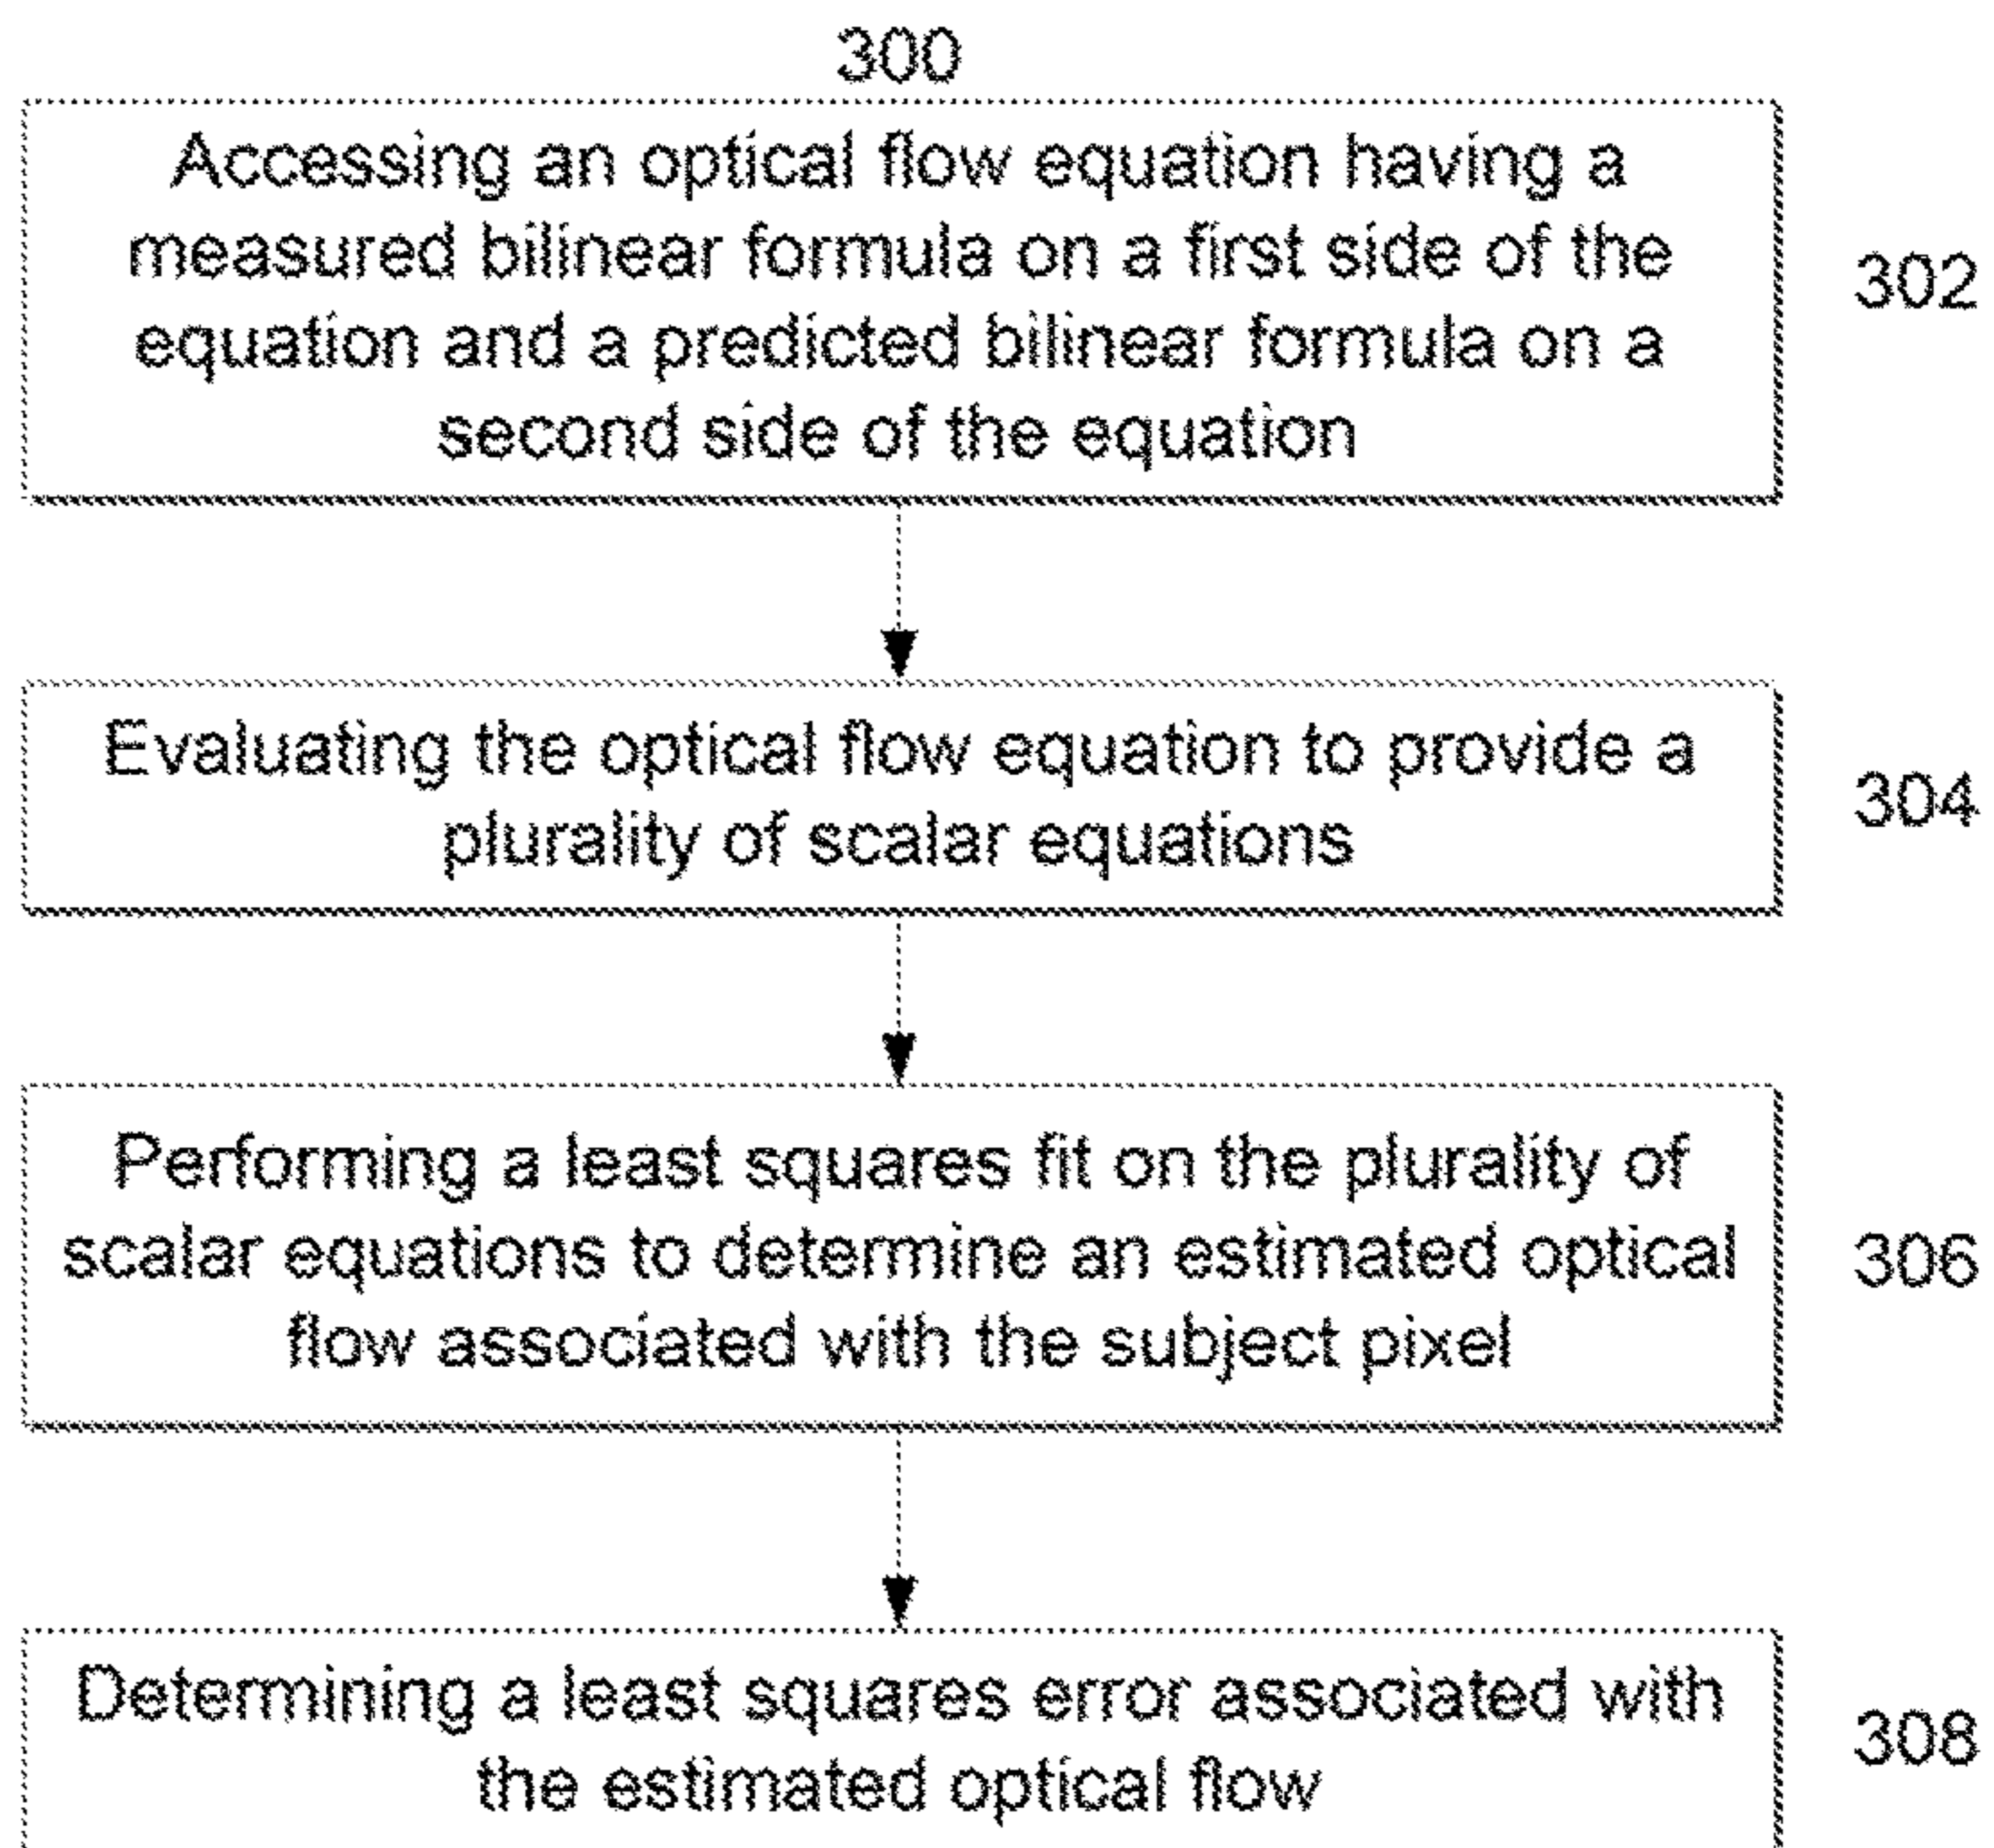 300
Accessing an optical flow equation having a
measured bilinear formula on a first side of the
equation and a predicted bilinear formula on a
second side of the equation
302
Evaluating the optical flow equation to provide a
plurality of scalar equations
304
Performing a least squares fit on the plurality of
scalar equations to determine an estimated optical
flow associated with the subject pixel
306
Determining a least squares error associated with
the estimated optical flow
308